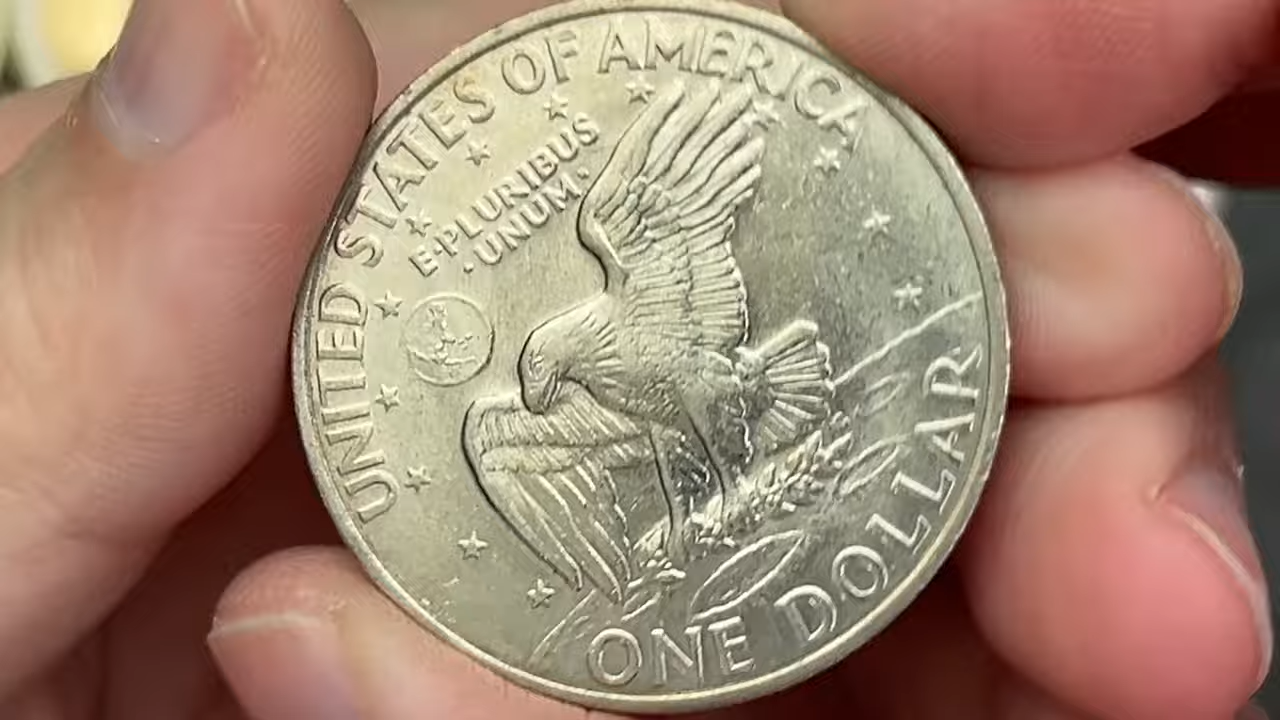 UNITED STATES OF AMERICA
E·PLURIBUS
·UNUM·
ONE DOLLAR